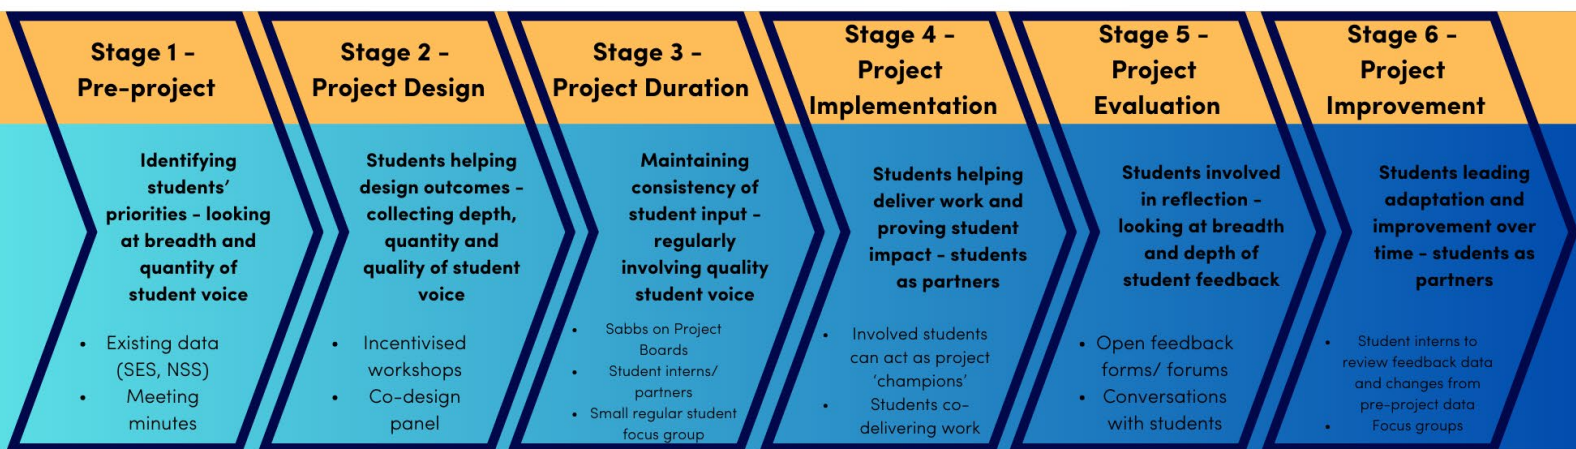 Stage 1 -
Pre-project
Identifying
students'
priorities - looking
at breadth and
quantity of
student voice
• Existing data
(SES, NSS)
• Meeting
minutes
Stage 2 -
Project Design
Students helping
design outcomes -
collecting depth,
quantity and
quality of student
voice
• Incentivised
workshops
• Co-design
panel
Stage 3 -
Project Duration
Maintaining
consistency of
student input -
regularly
involving quality
student voice
• Sabbs on Project
Boards
• Student interns/
partners
• Small regular student
focus group
Stage 4 -
Project
Implementation
Students helping
deliver work and
proving student
impact - students
as partners
• Involved students
can act as project
'champions'
• Students co-
delivering work
Stage 5 -
Project
Evaluation
Students involved
in reflection -
looking at breadth
and depth of
student feedback
• Open feedback
forms/ forums
• Conversations
with students
Stage 6 -
Project
Improvement
Students leading
adaptation and
improvement over
time - students as
partners
• Student interns to
review feedback data
and changes from
pre-project data
• Focus groups